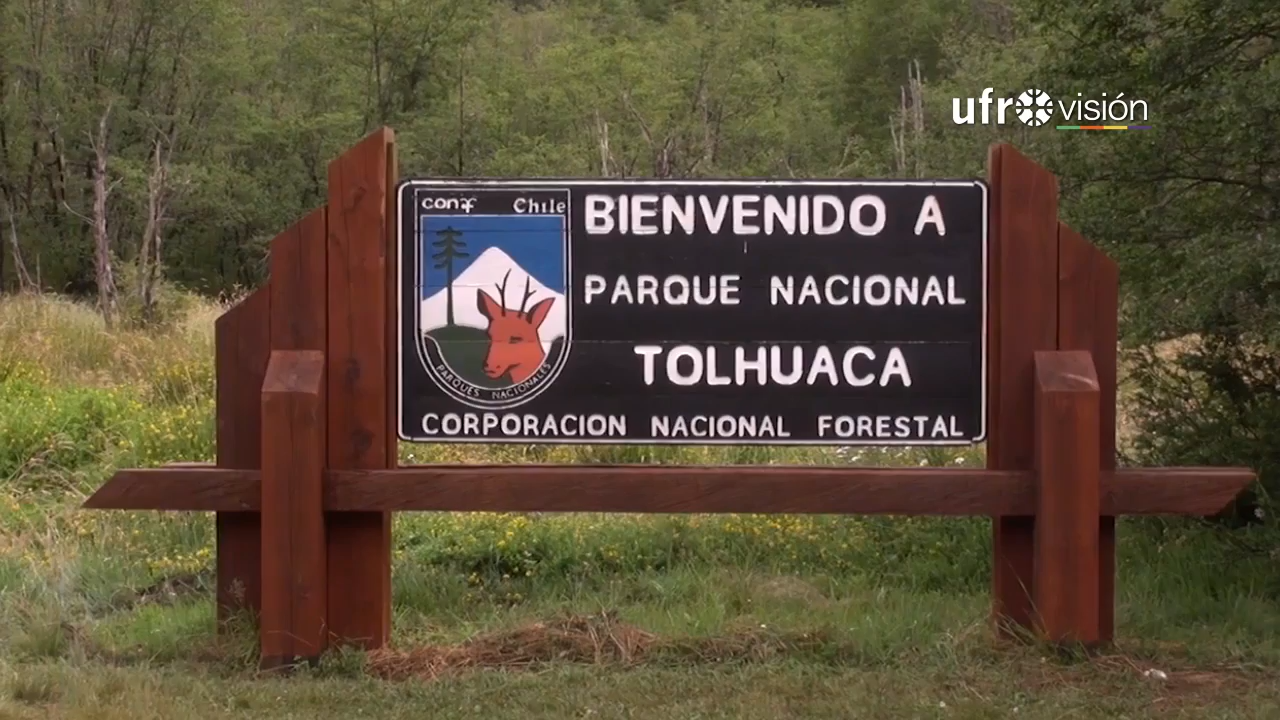 ufro visión
conaf Chile
BIENVENIDO A
PARQUE NACIONAL
TOLHUACA
PARQUES NACIONALES
CORPORACION NACIONAL FORESTAL